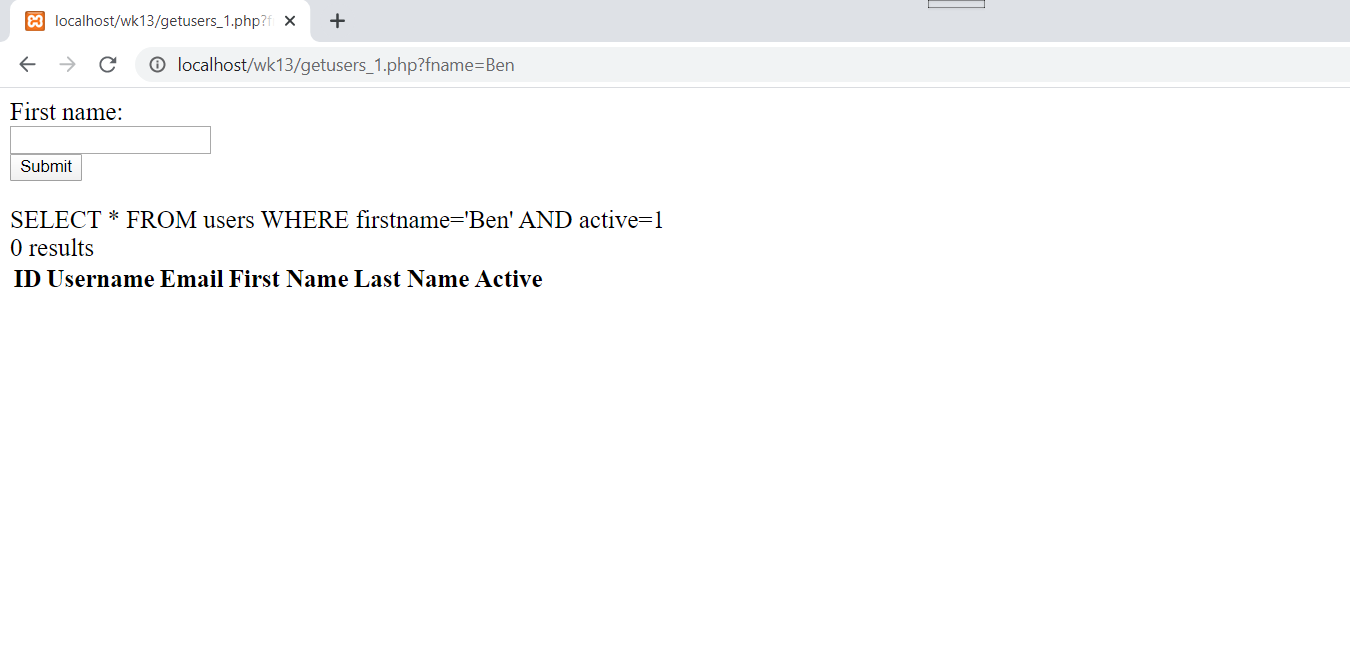 localhost/wk13/getusers_1.php?f
localhost/wk13/getusers_1.php?fname=Ben
First name:
Submit
SELECT * FROM users WHERE firstname='Ben' AND active=1
0 results
ID Username Email First Name Last Name Active